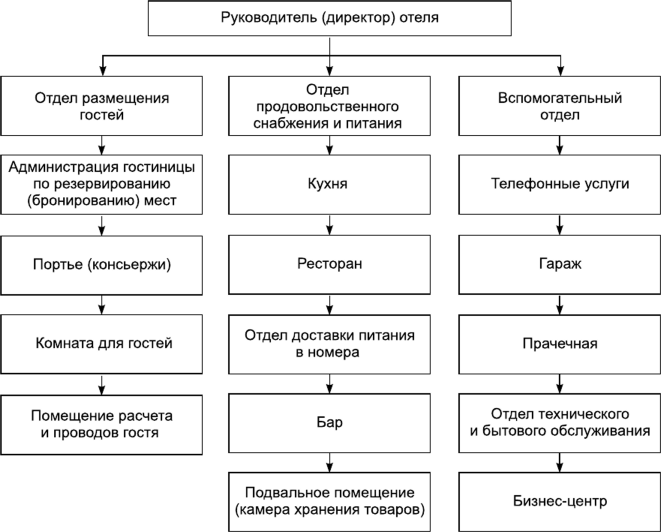 Руководитель (директор) отеля
Отдел размещения
гостей
Отдел
продовольственного
снабжения и питания
Вспомогательный
отдел
Администрация гостиницы
по резервированию
(бронированию) мест
Кухня
Телефонные услуги
Портье (консьержи)
Ресторан
Гараж
Комната для гостей
Отдел доставки питания
в номера
Прачечная
Помещение расчета
и проводов гостя
Бар
Отдел технического
и бытового обслуживания
Подвальное помещение
(камера хранения товаров)
Бизнес-центр